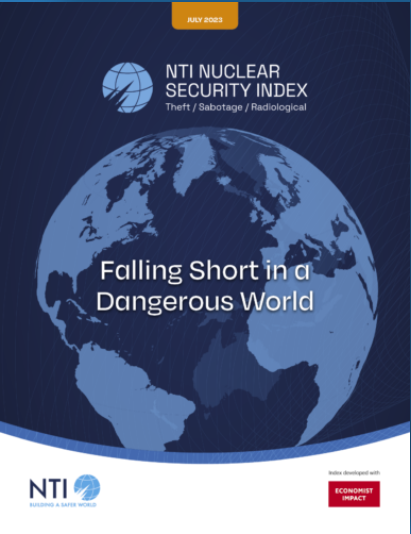 JULY 2023
NTI NUCLEAR
SECURITY INDEX
Theft / Sabotage / Radiological
Falling Short in a
Dangerous World
NTI
BUILDING A SAFER WORLD
Index developed with
ECONOMIST
IMPACT